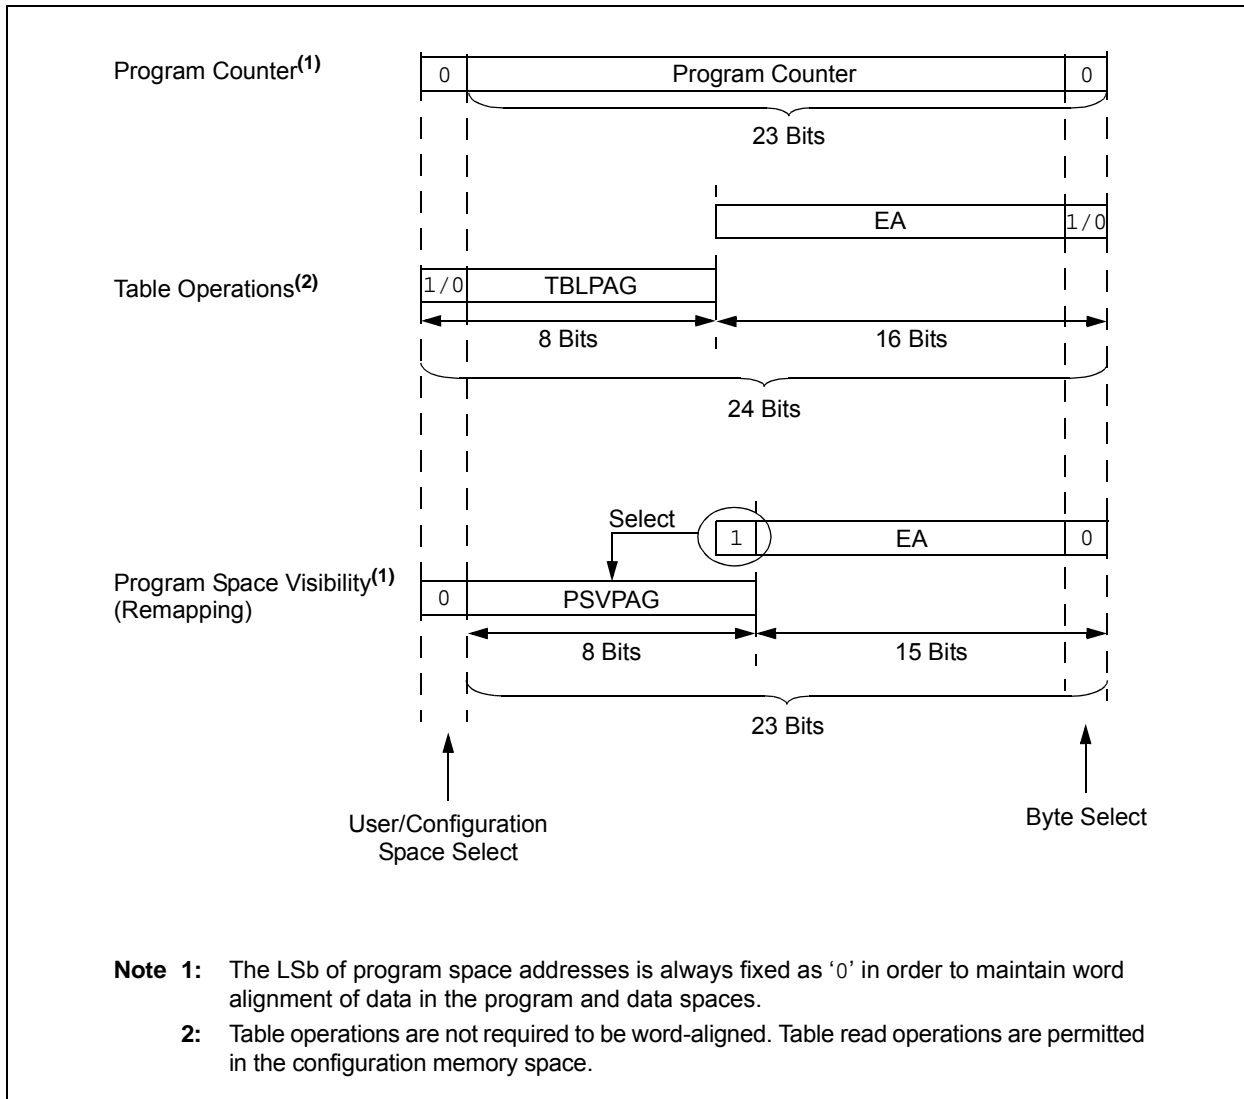 Program Counter(1)
0 Program Counter 0
23 Bits
EA 1/0
Table Operations(2)
1/0 TBLPAG
8 Bits 16 Bits
24 Bits
Select
1 EA 0
Program Space Visibility(1)
(Remapping)
0 PSVPAG
8 Bits 15 Bits
23 Bits
User/Configuration
Space Select
Byte Select
Note 1: The LSb of program space addresses is always fixed as ‘0’ in order to maintain word
alignment of data in the program and data spaces.
2: Table operations are not required to be word-aligned. Table read operations are permitted
in the configuration memory space.